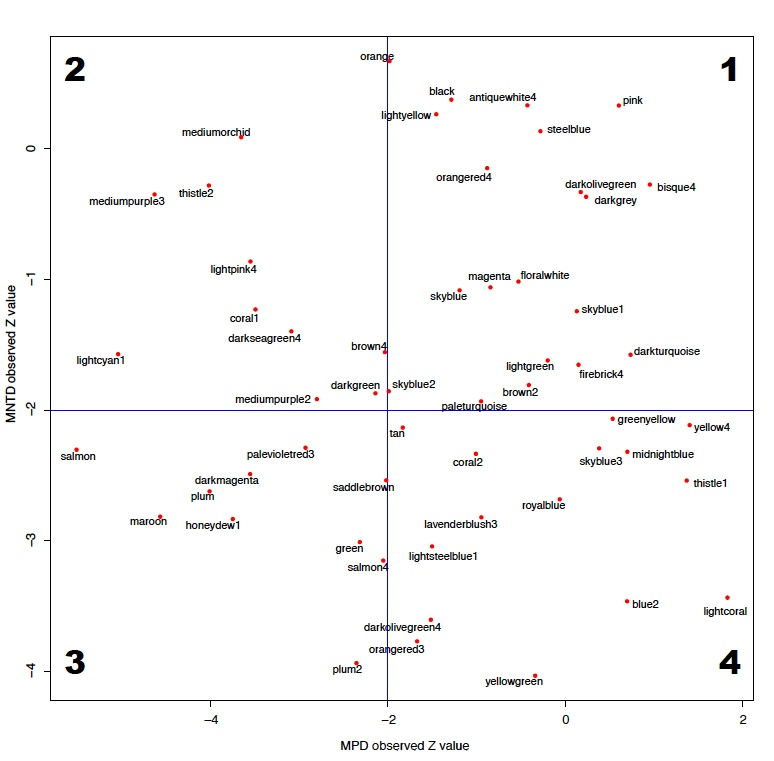 2
1
orange
black
antiquewhite4
pink
lightyellow
steelblue
mediumorchid
0
orangered4
thistle2
darkolivegreen
bisque4
mediumpurple3
darkgrey
lightpink4
magenta
floralwhite
−1
skyblue
skyblue1
coral1
darkseagreen4
brown4
darkturquoise
lightcyan1
lightgreen
firebrick4
darkgreen
skyblue2
brown2
mediumpurple2
paleturquoise
−2
greenyellow
yellow4
tan
salmon
palevioletred3
coral2
skyblue3
midnightblue
darkmagenta
saddlebrown
thistle1
plum
royalblue
maroon
honeydew1
lavenderblush3
−3
green
lightsteelblue1
salmon4
blue2
lightcoral
darkolivegreen4
orangered3
3
4
plum2
−4
yellowgreen
−4
−2
0
2
MPD observed Z value
MNTD observed Z value